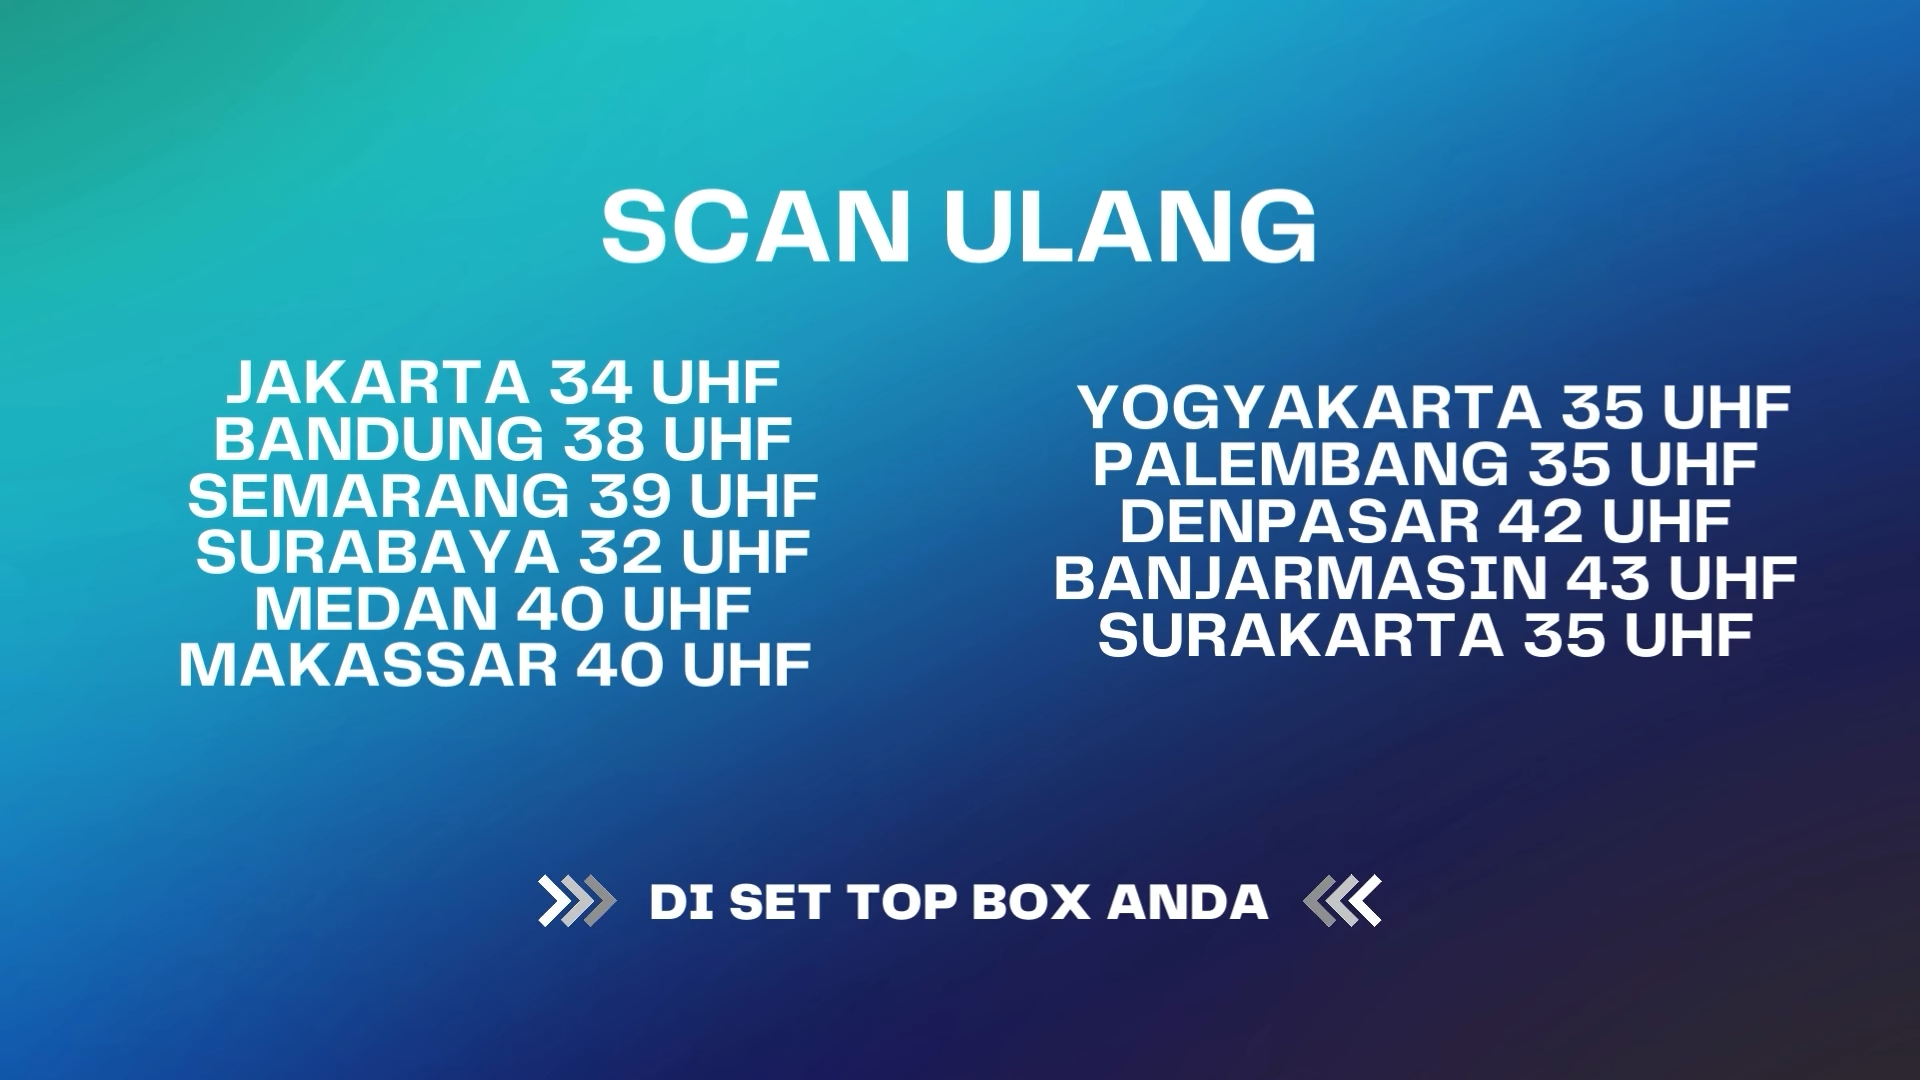 SCAN ULANG
JAKARTA 34 UHF
BANDUNG 38 UHF
SEMARANG 39 UHF
SURABAYA 32 UHF
MEDAN 40 UHF
MAKASSAR 40 UHF
YOGYAKARTA 35 UHF
PALEMBANG 35 UHF
DENPASAR 42 UHF
BANJARMASIN 43 UHF
SURAKARTA 35 UHF
DI SET TOP BOX ANDA